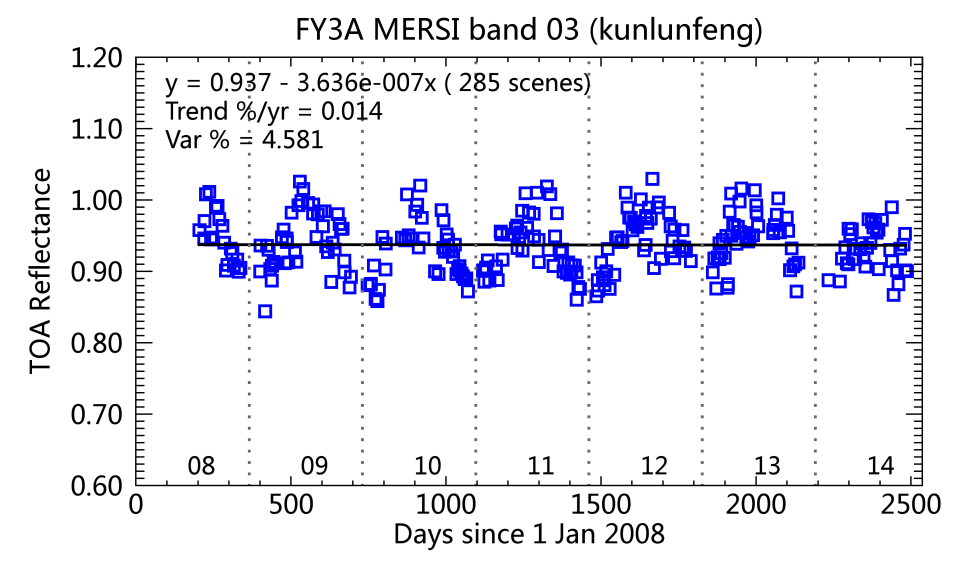 FY3A MERSI band 03 (kunlunfeng)
y = 0.937 - 3.636e-007x ( 285 scenes)
Trend %/yr = 0.014
Var % = 4.581
TOA Reflectance
1.20
1.10
1.00
0.90
0.80
0.70
0.60
08 09 10 11 12 13 14
0 500 1000 1500 2000 2500
Days since 1 Jan 2008